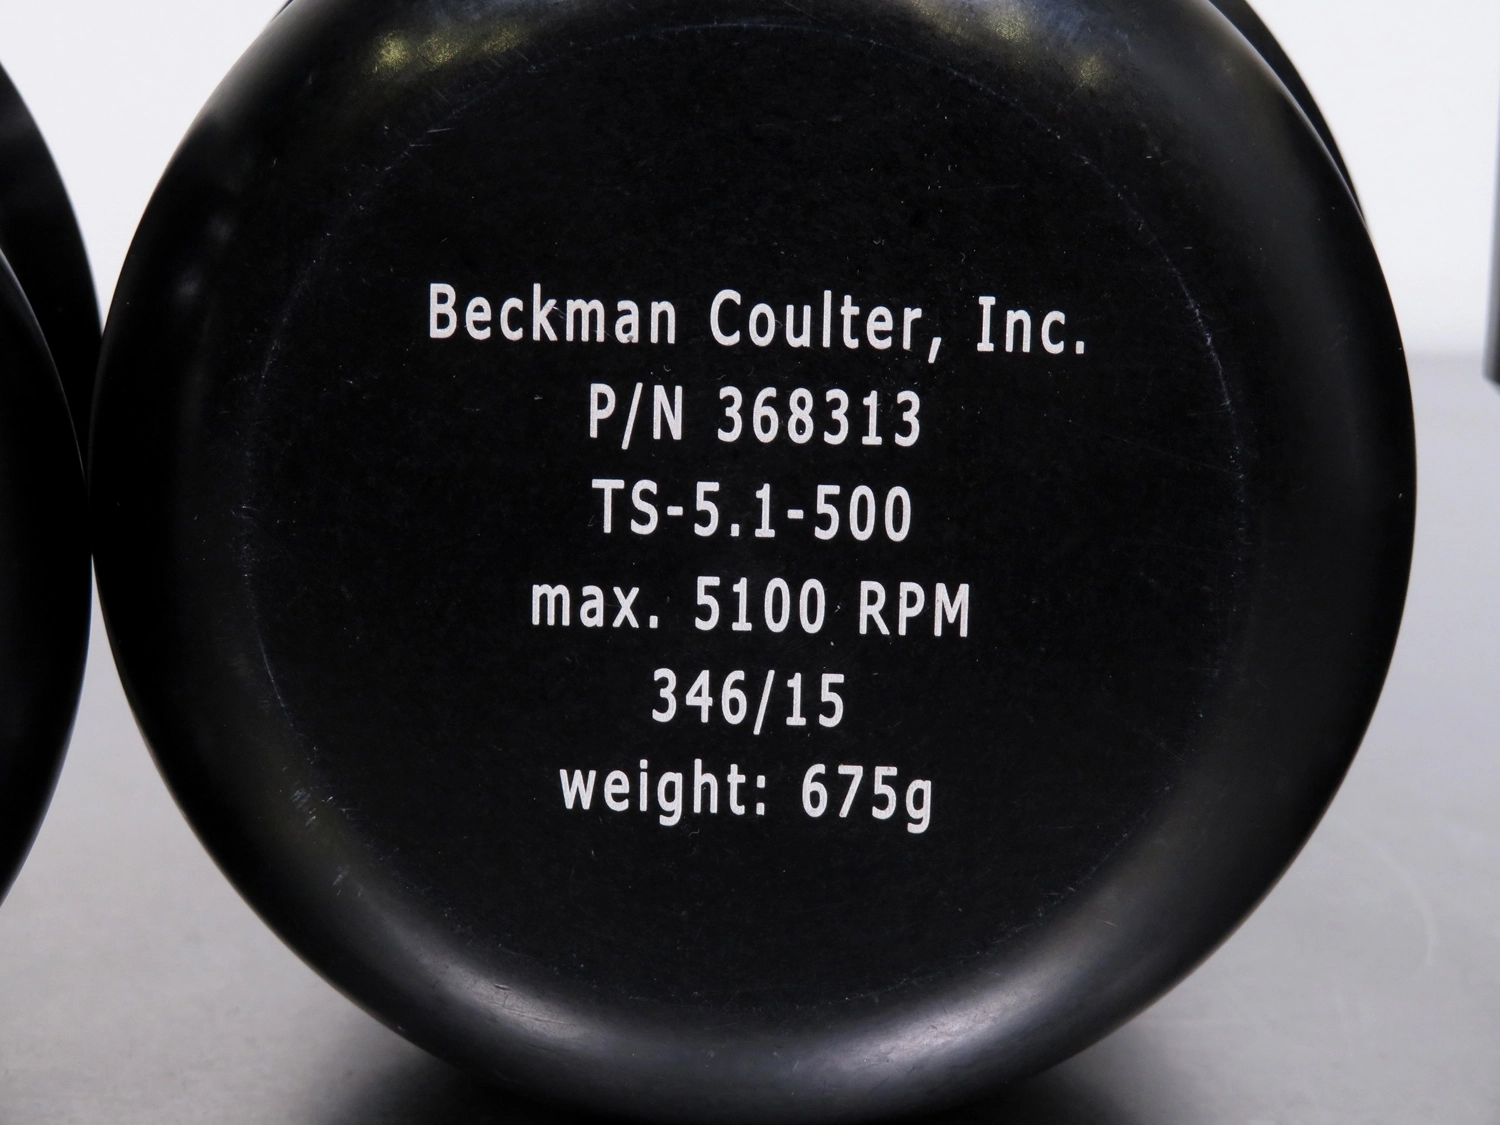 Beckman Coulter, Inc.
P/N 368313
TS-5.1-500
max. 5100 RPM
346/15
weight: 675g